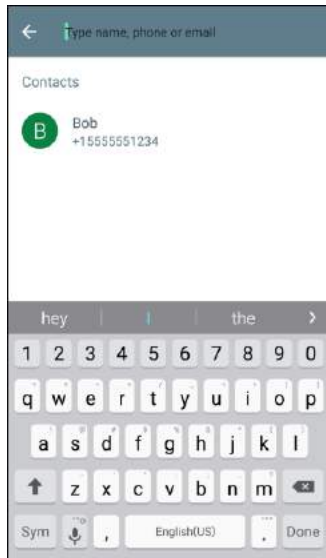 Type name, phone or email
Contacts
B
Bob
+15555551234
hey I the
1 2 3 4 5 6 7 8 9 0
q w e r t y u i o p
a s d f g h j k l
z x c v b n m
Sym , English(US) . Done